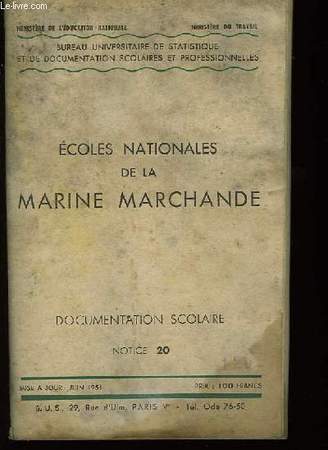 Le-livre.com
MINISTÈRE DE L'ÉDUCATION NATIONALE MINISTÈRE DU TRAVAIL
BUREAU UNIVERSITAIRE DE STATISTIQUE
ET DE DOCUMENTATION SCOLAIRES ET PROFESSIONNELLES
ÉCOLES NATIONALES
DE LA
MARINE MARCHANDE
DOCUMENTATION SCOLAIRE
NOTICE 20
MISE A JOUR : JUIN 1951 PRIX : 100 FRANCS
B. U. S., 29, Rue d'Ulm, PARIS Vᵉ - Tél. Odé 76-50